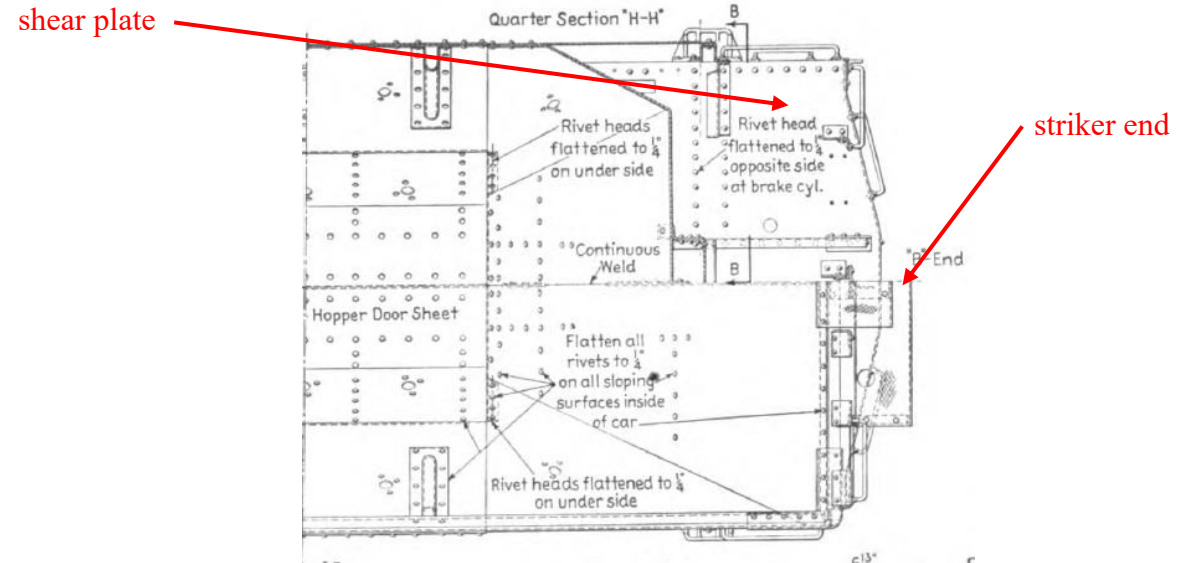 shear plate
Quarter Section "H-H"
B
striker end
Rivet heads
flattened to 1/4"
on under side
Rivet head
flattened to 1/4
opposite side
at brake cyl.
Continuous
Weld
B
"B"-End
Hopper Door Sheet
Flatten all
rivets to 1/4"
on all sloping
surfaces inside
of car
Rivet heads flattened to 1/4"
on under side